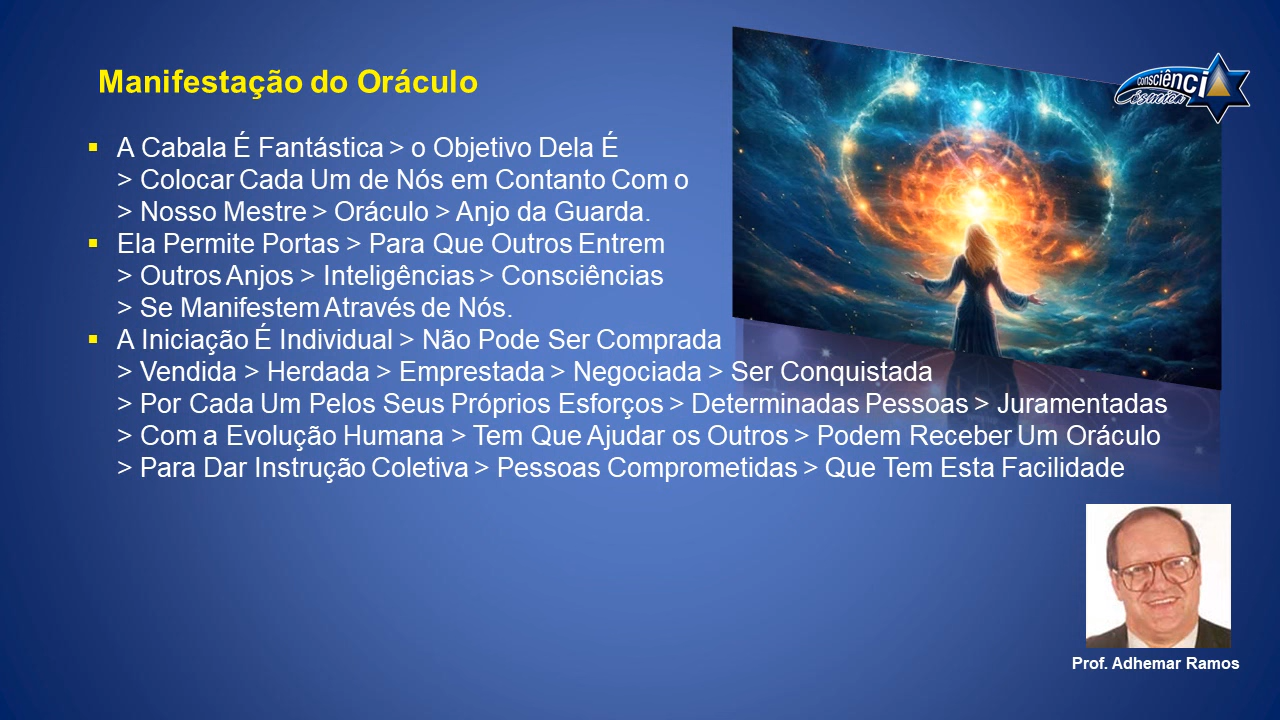 Manifestação do Oráculo
consciênci
Cósmica
▪ A Cabala É Fantástica > o Objetivo Dela É
> Colocar Cada Um de Nós em Contanto Com o
> Nosso Mestre > Oráculo > Anjo da Guarda.
▪ Ela Permite Portas > Para Que Outros Entrem
> Outros Anjos > Inteligências > Consciências
> Se Manifestem Através de Nós.
▪ A Iniciação É Individual > Não Pode Ser Comprada
> Vendida > Herdada > Emprestada > Negociada > Ser Conquistada
> Por Cada Um Pelos Seus Próprios Esforços > Determinadas Pessoas > Juramentadas
> Com a Evolução Humana > Tem Que Ajudar os Outros > Podem Receber Um Oráculo
> Para Dar Instrução Coletiva > Pessoas Comprometidas > Que Tem Esta Facilidade
Prof. Adhemar Ramos